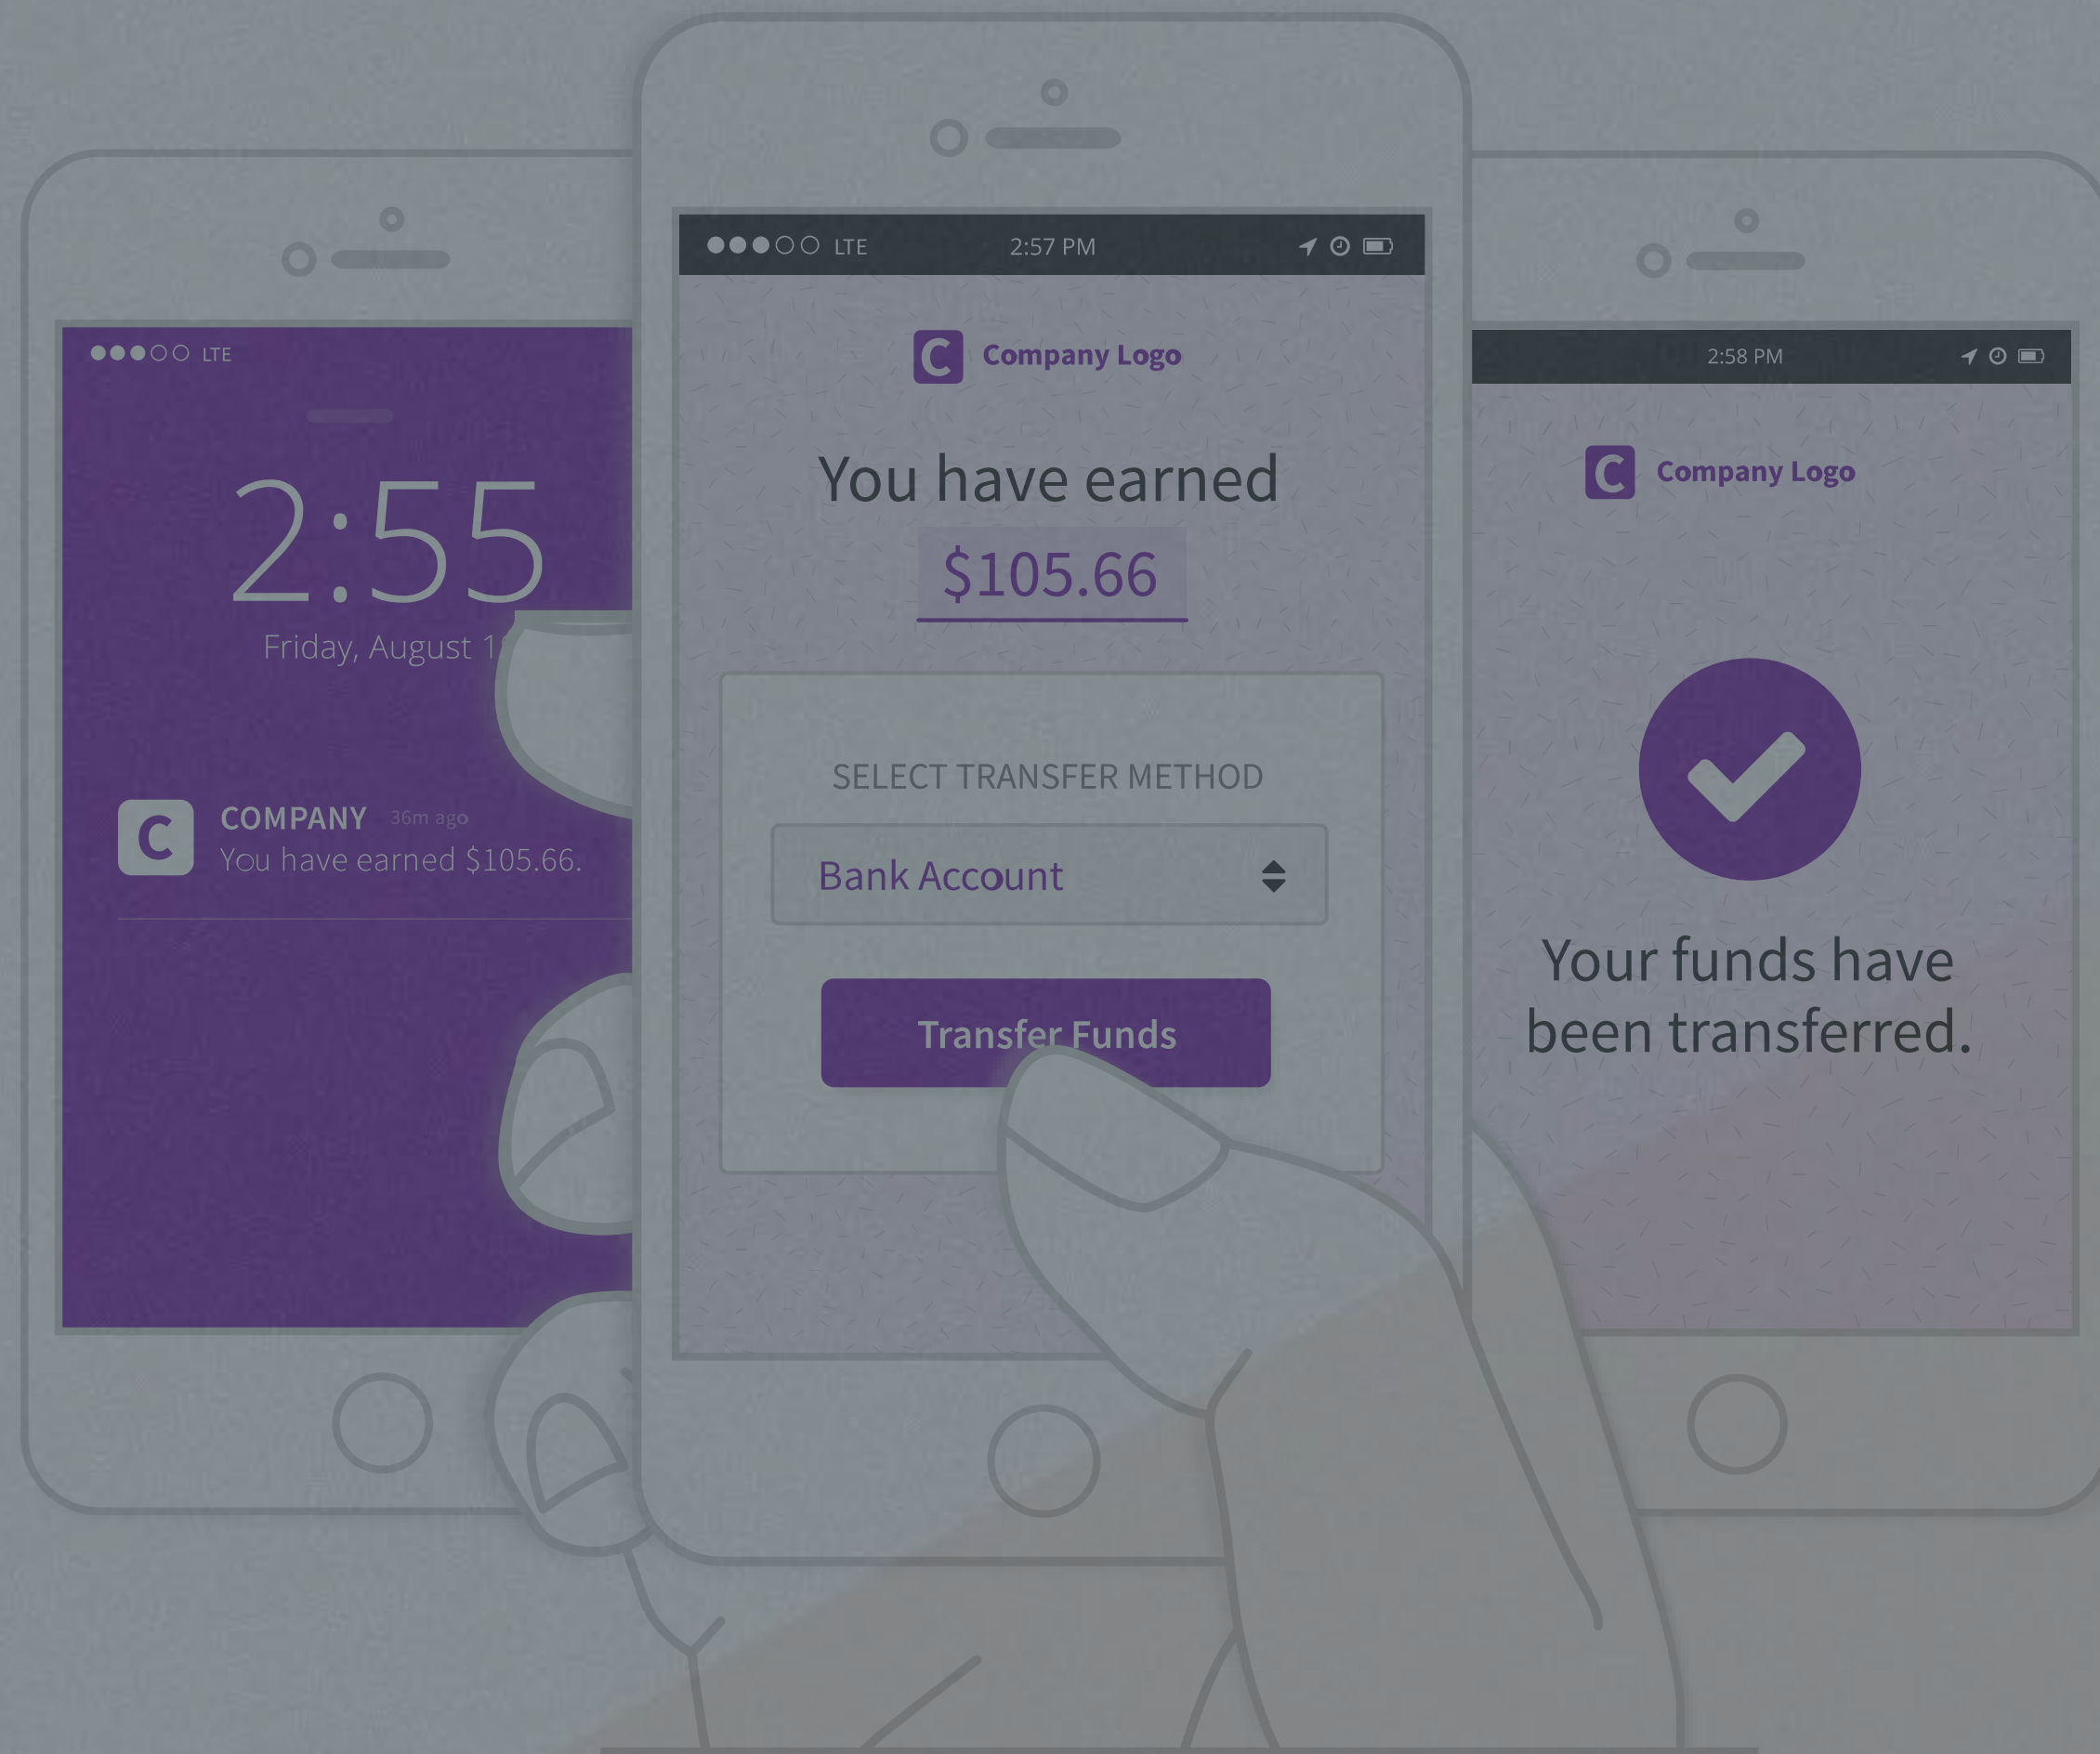 LTE
2:55
Friday, August
C
COMPANY 36m ago
You have earned $105.66.
LTE 2:57 PM
C Company Logo
You have earned
$105.66
SELECT TRANSFER METHOD
Bank Account
Transfer Funds
2:58 PM
C Company Logo
Your funds have
been transferred.